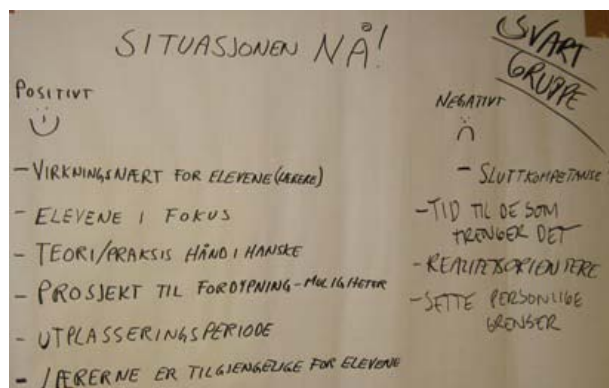 SITUASJONEN NÅ!
SVART
GRUPPE
POSITIVT
- VIRKNINGSNÆRT FOR ELEVENE (LÆRERE)
- ELEVENE I FOKUS
- TEORI/PRAKSIS HÅND I HANSKE
- PROSJEKT TIL FORDYPNING - MULIGHETER
- UTPLASSERINGSPERIODE
- LÆRERNE ER TILGJENGELIGE FOR ELEVENE
NEGATIVT
- SLUTTKOMPETANSE
- TID TIL DE SOM
TRENGER DET
- REALITETSORIENTERE
- SETTE PERSONLIGE
GRENSER